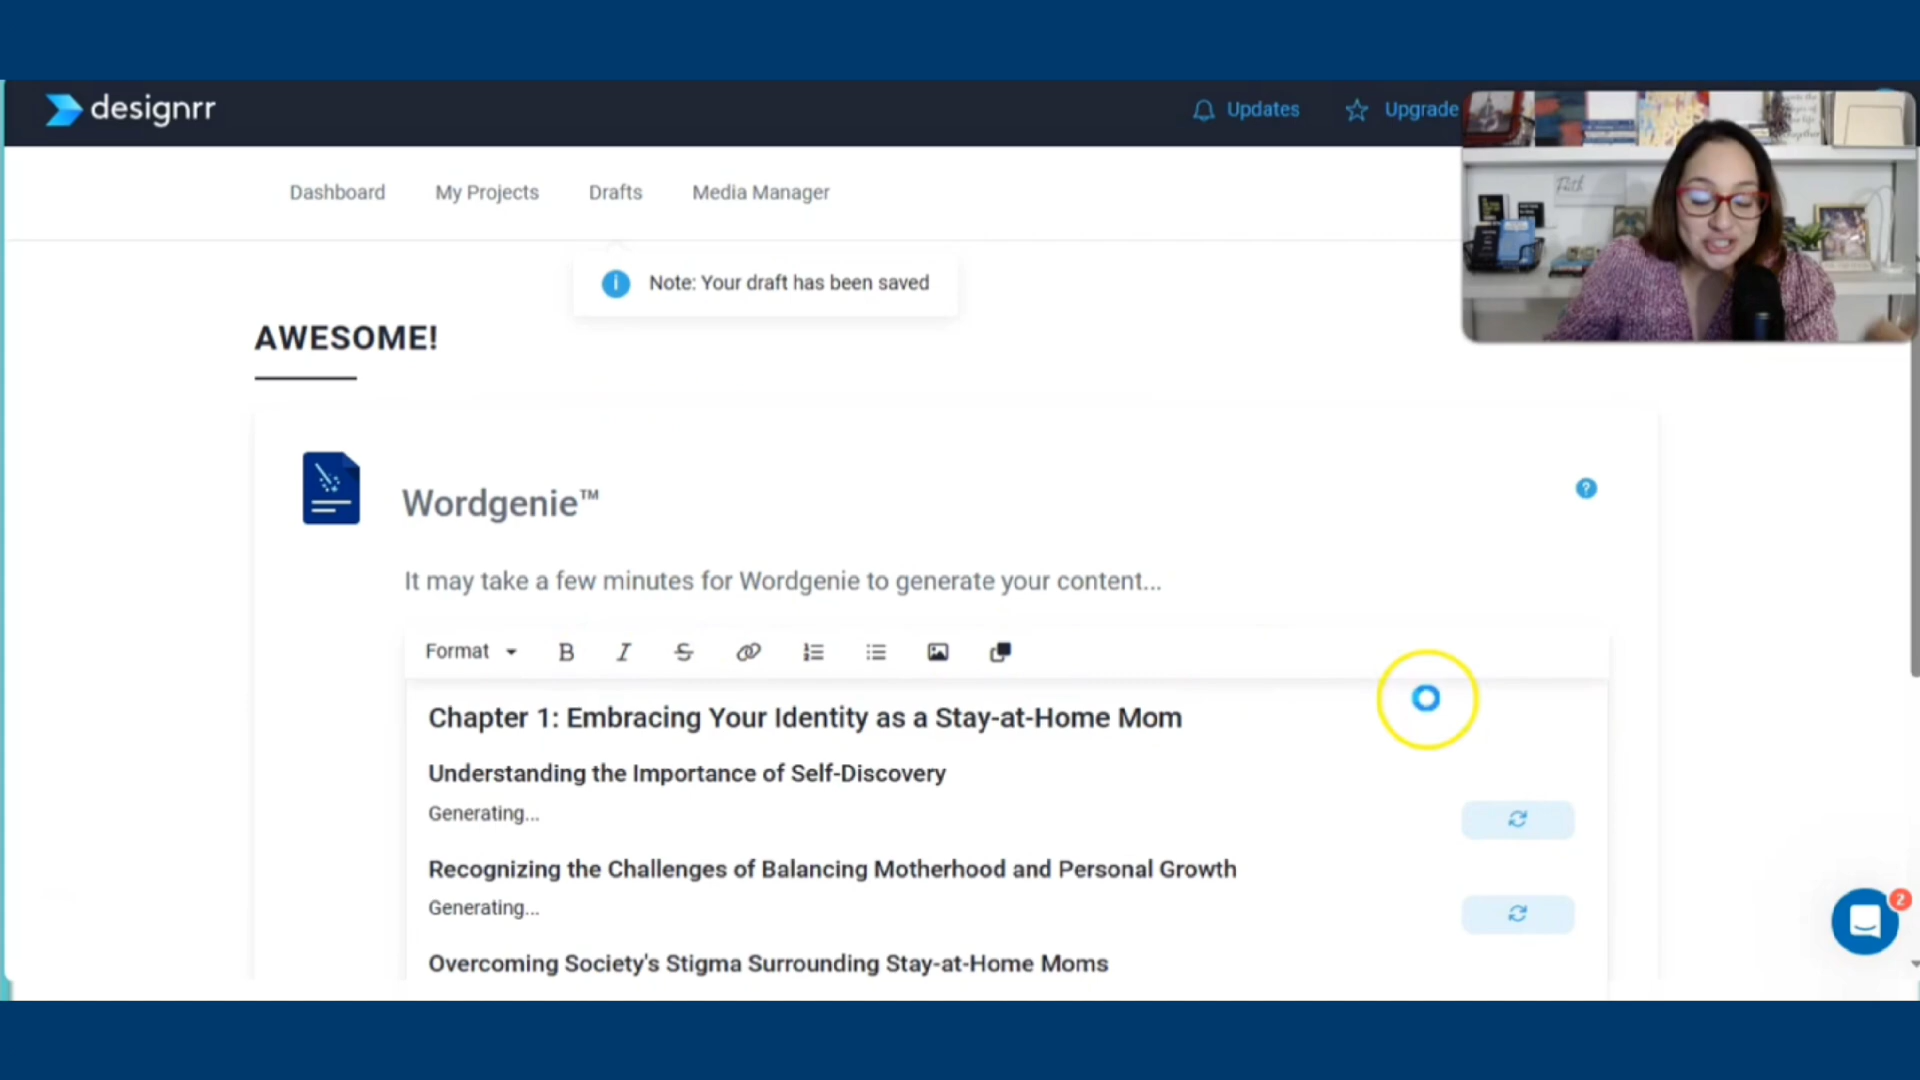 designrr
Updates
Upgrade
Dashboard
My Projects
Drafts
Media Manager
Note: Your draft has been saved
AWESOME!
Wordgenie™
It may take a few minutes for Wordgenie to generate your content...
Format
Chapter 1: Embracing Your Identity as a Stay-at-Home Mom
Understanding the Importance of Self-Discovery
Generating...
Recognizing the Challenges of Balancing Motherhood and Personal Growth
Generating...
2
Overcoming Society's Stigma Surrounding Stay-at-Home Moms